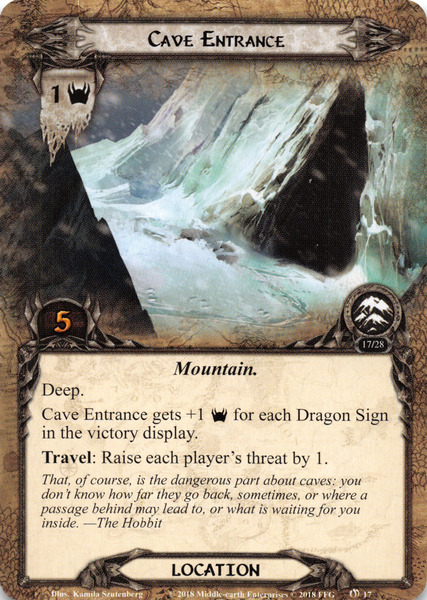 Cave Entrance
1
5
17/28
Mountain.
Deep.
Cave Entrance gets +1 for each Dragon Sign
in the victory display.
Travel: Raise each player's threat by 1.
That, of course, is the dangerous part about caves: you
don't know how far they go back, sometimes, or where a
passage behind may lead to, or what is waiting for you
inside. —The Hobbit
LOCATION
Illus. Kamila Szutenberg 2018 Middle-earth Enterprises © 2018 FFG 17